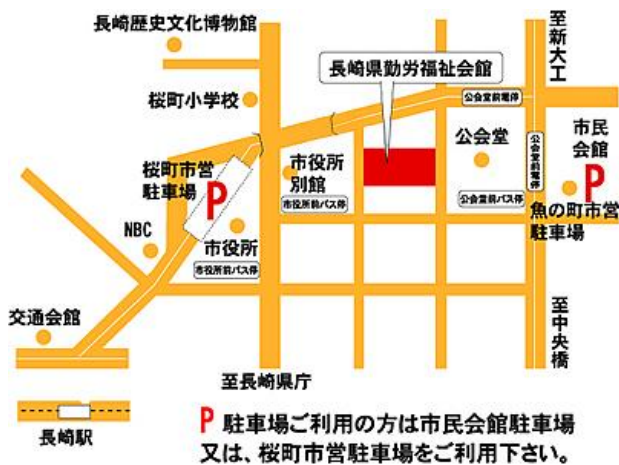 長崎歴史文化博物館
至新大工
長崎県勤労福祉会館
桜町小学校
公会堂前電停
公会堂
公会堂前電停
市民
会館
桜町市営
駐車場
P
市役所
別館
市役所前バス停
公会堂前バス停
P
魚の町市営
駐車場
NBC
市役所
市役所前バス停
交通会館
至中央橋
至長崎県庁
長崎駅
P 駐車場ご利用の方は市民会館駐車場
又は、桜町市営駐車場をご利用下さい。